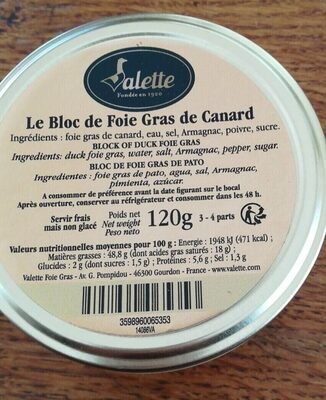 Valette
Fondée en 1920
Le Bloc de Foie Gras de Canard
Ingrédients : foie gras de canard, eau, sel, Armagnac, poivre, sucre.
BLOCK OF DUCK FOIE GRAS
Ingredients: duck foie gras, water, salt, Armagnac, pepper, sugar.
BLOC DE FOIE GRAS DE PATO
Ingredientes : foie gras de pato, agua, sal, Armagnac,
pimienta, azúcar.
A consommer de préférence avant la date figurant sur le bocal
Après ouverture, conserver au réfrigérateur et consommer dans les 48 h.
Servir frais
mais non glacé
Poids net
Net weight
Peso neto
120g
3 - 4 parts
Valeurs nutritionnelles moyennes pour 100 g : Energie : 1948 kJ (471 kcal) ;
Matières grasses : 48,8 g (dont acides gras saturés : 18 g) ;
Glucides : 2 g (dont sucres : 1,5 g) ; Protéines : 5,6 g ; Sel : 1,3 g
Valette Foie Gras - Av. G. Pompidou - 46300 Gourdon - France - www.valette.com
3598960065353
14086VA